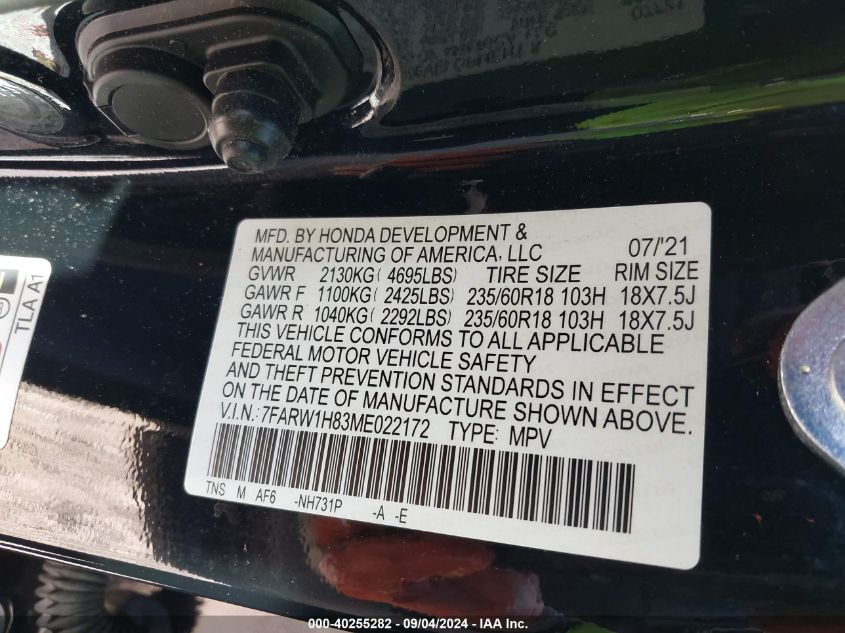 MFD. BY HONDA DEVELOPMENT &
MANUFACTURING OF AMERICA, LLC 07/'21
GVWR 2130KG( 4695LBS) TIRE SIZE RIM SIZE
GAWR F 1100KG( 2425LBS) 235/60R18 103H 18X7.5J
GAWR R 1040KG( 2292LBS) 235/60R18 103H 18X7.5J
THIS VEHICLE CONFORMS TO ALL APPLICABLE
FEDERAL MOTOR VEHICLE SAFETY
AND THEFT PREVENTION STANDARDS IN EFFECT
ON THE DATE OF MANUFACTURE SHOWN ABOVE.
V.I.N.: 7FARW1H83ME022172 TYPE: MPV
TNS M AF6 -NH731P -A -E
TLA A1
000-40255282 - 09/04/2024 - IAA Inc.